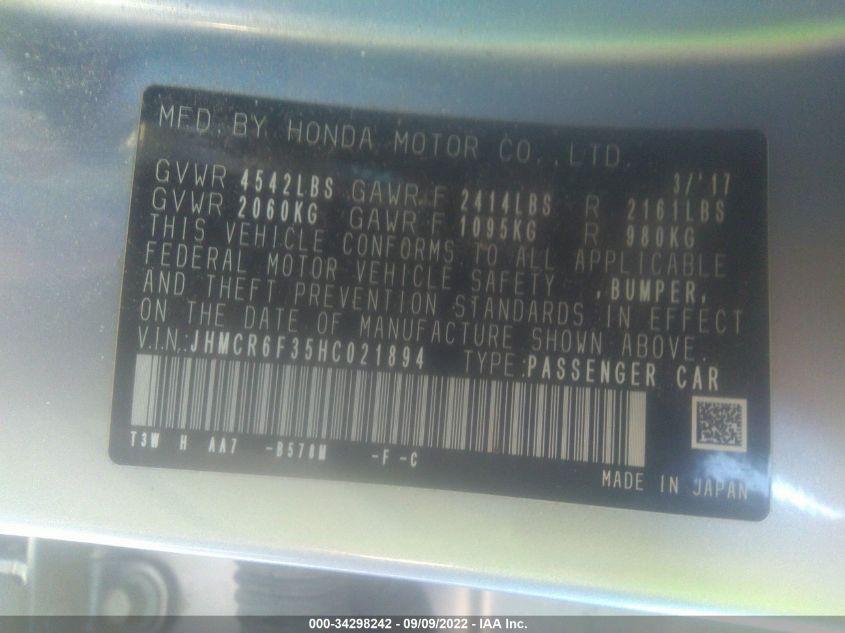 MFD. BY HONDA MOTOR CO., LTD. 3/'17
GVWR 4542LBS GAWR F 2414LBS R 2161LBS
GVWR 2060KG GAWR F 1095KG R 980KG
THIS VEHICLE CONFORMS TO ALL APPLICABLE
FEDERAL MOTOR VEHICLE SAFETY ,BUMPER,
AND THEFT PREVENTION STANDARDS IN EFFECT
ON THE DATE OF MANUFACTURE SHOWN ABOVE.
V.I.N.:JHMCR6F35HC021894 TYPE:PASSENGER CAR
T3W H AA7 -B578M -F -C
MADE IN JAPAN
000-34298242 - 09/09/2022 - IAA Inc.